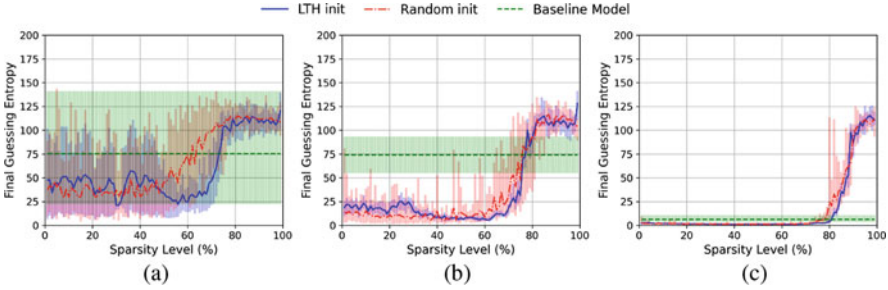 LTH init Random init Baseline Model
Final Guessing Entropy
200
175
150
125
100
75
50
25
0
0 20 40 60 80 100
Sparsity Level (%)
(a)
Final Guessing Entropy
200
175
150
125
100
75
50
25
0
0 20 40 60 80 100
Sparsity Level (%)
(b)
Final Guessing Entropy
200
175
150
125
100
75
50
25
0
0 20 40 60 80 100
Sparsity Level (%)
(c)